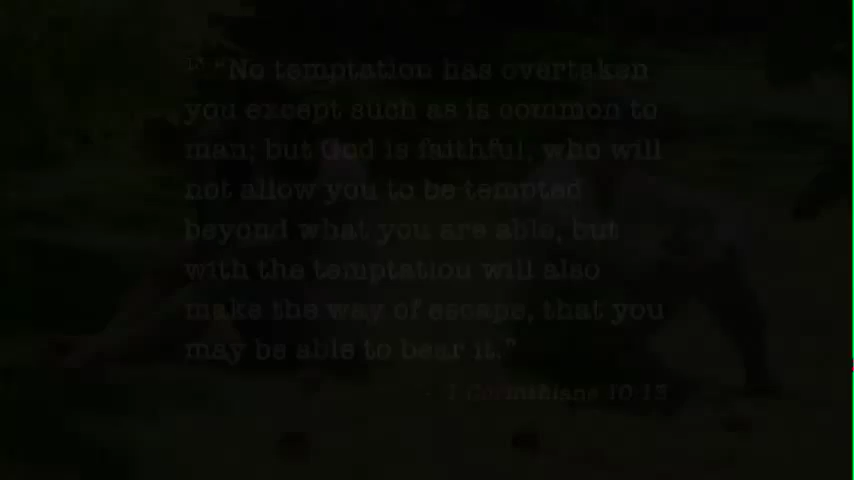 13 "No temptation has overtaken
you except such as is common to
man; but God is faithful, who will
not allow you to be tempted
beyond what you are able, but
with the temptation will also
make the way of escape, that you
may be able to bear it."
- 1 Corinthians 10:13